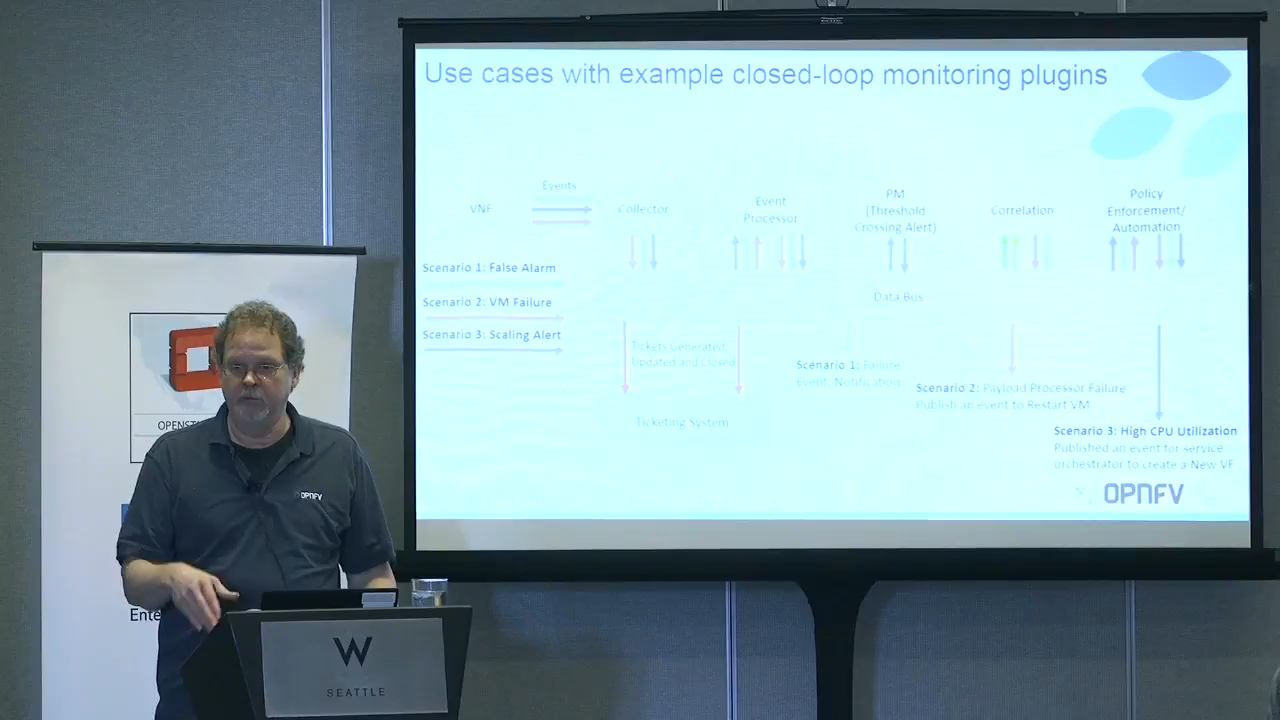 Use cases with example closed-loop monitoring plugins
Events
VNF
Collector
Event
Processor
PM
(Threshold
Crossing Alert)
Correlation
Policy
Enforcement/
Automation
Scenario 1: False Alarm
Scenario 2: VM Failure
Scenario 3: Scaling Alert
Data Bus
Tickets Generated,
Updated and Closed
Ticketing System
Scenario 1: Failure
Event, Notification
Scenario 2: Payload Processor Failure
Publish an event to Restart VM
Scenario 3: High CPU Utilization
Published an event for service
orchestrator to create a New VF
OPNFV
OPENST
Ente
OPNFV
W
SEATTLE